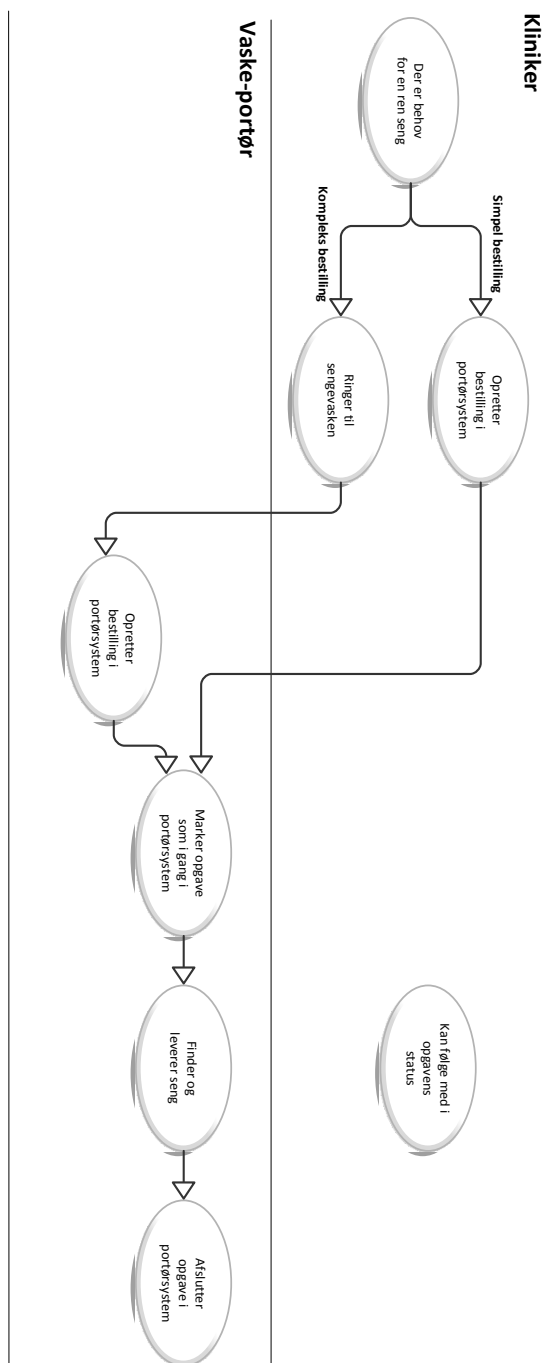 Kliniker
Der er behov
for en ren seng
Simpel bestilling
Kompleks bestilling
Opretter
bestilling i
portørsystem
Ringer til
sengevasken
Kan følge med i
opgavens
status
Vaske-portør
Opretter
bestilling i
portørsystem
Marker opgave
som i gang i
portørsystem
Finder og
leverer seng
Afslutter
opgave i
portørsystem